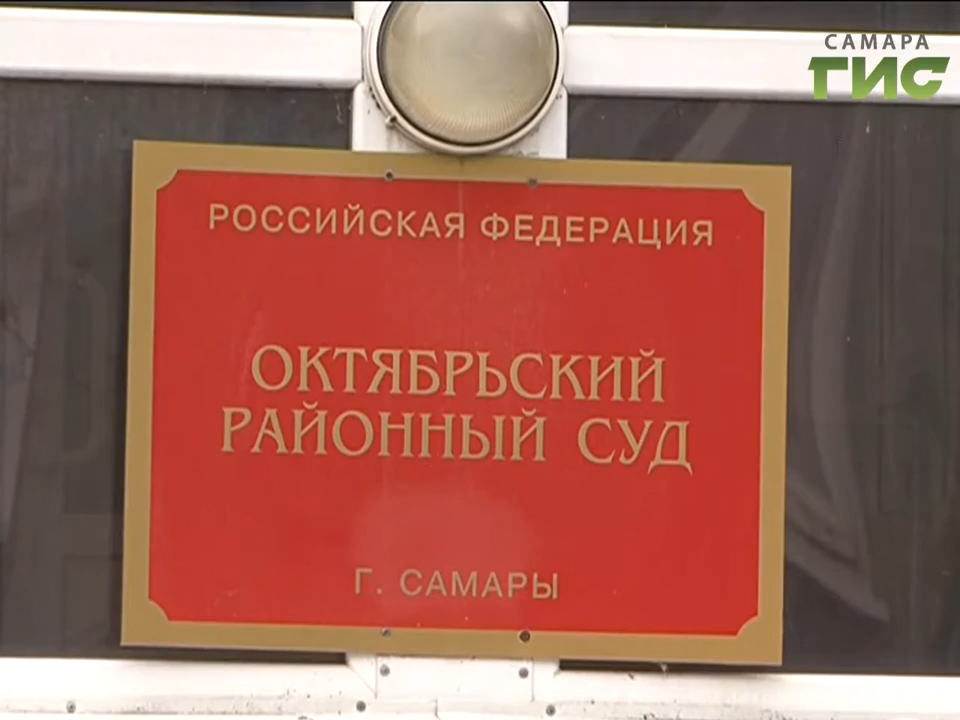 САМАРА
ГИС
РОССИЙСКАЯ ФЕДЕРАЦИЯ
ОКТЯБРЬСКИЙ
РАЙОННЫЙ СУД
Г. САМАРЫ